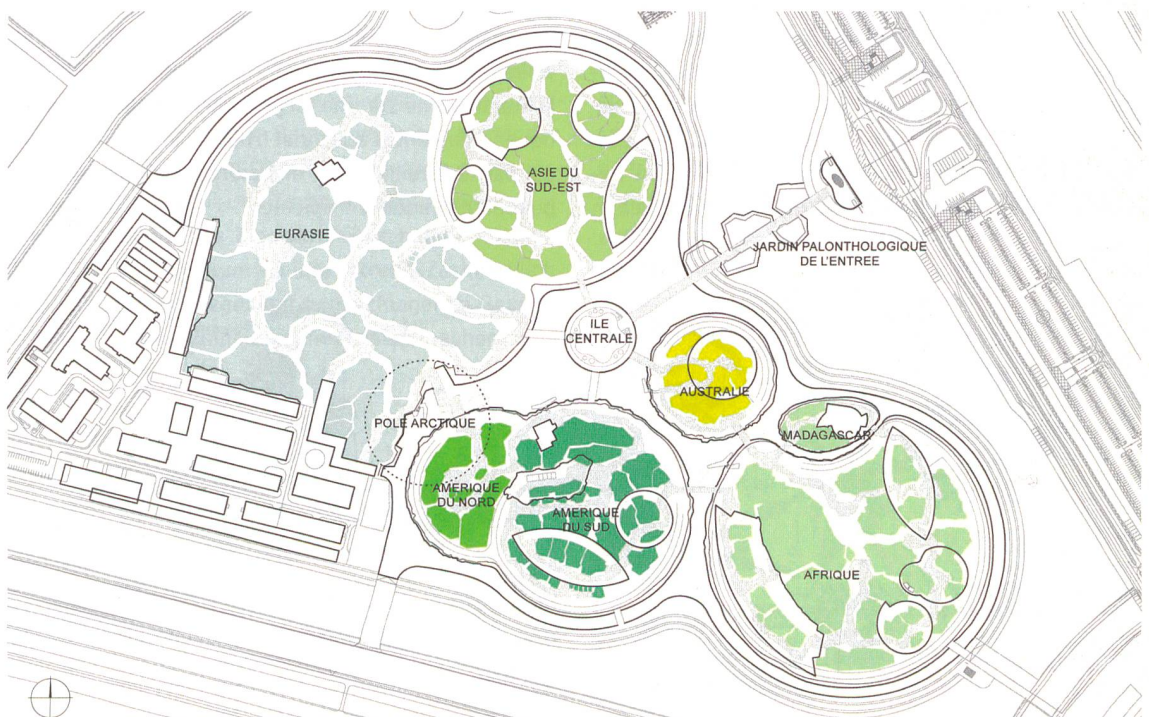 ASIE DU
SUD-EST
EURASIE
JARDIN PALONTHOLOGIQUE
DE L'ENTREE
ILE
CENTRALE
AUSTRALIE
POLE ARCTIQUE
MADAGASCAR
AMERIQUE
DU NORD
AMERIQUE
DU SUD
AFRIQUE